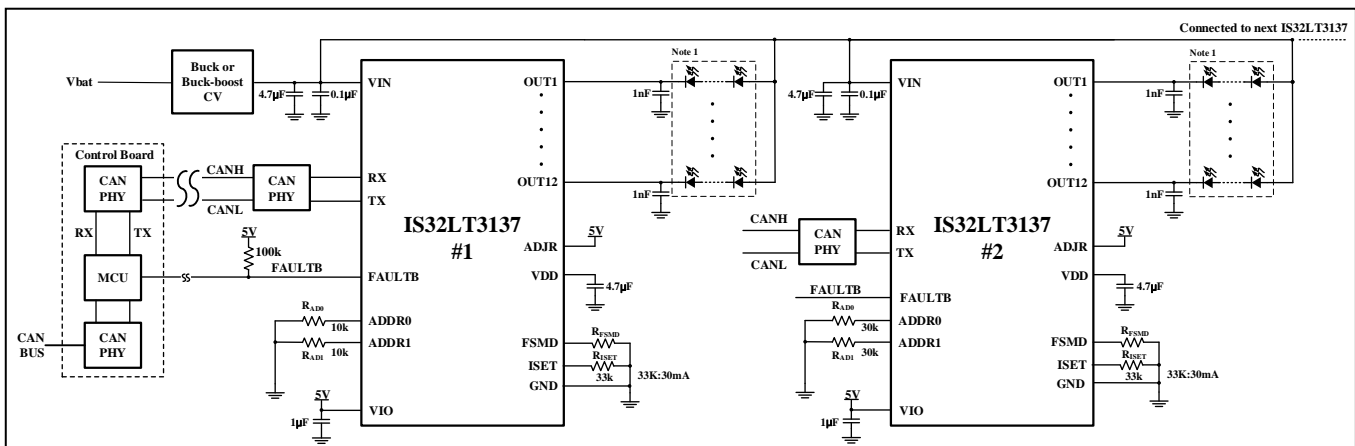 Connected to next IS32LT3137
Vbat
Buck or
Buck-boost
CV
4.7µF
0.1µF
VIN
OUT1
1nF
Note 1
OUT12
1nF
Control Board
CAN
PHY
CANH
CANL
CAN
PHY
RX
TX
RX
TX
MCU
5V
100k
FAULTB
FAULTB
CAN
BUS
CAN
PHY
IS32LT3137
#1
ADJR
5V
VDD
4.7µF
RAD0
10k
ADDR0
RAD1
10k
ADDR1
FSMD
RFSMD
ISET
RISET
33k
33K:30mA
GND
5V
1µF
VIO
4.7µF
0.1µF
VIN
OUT1
1nF
Note 1
OUT12
1nF
CANH
CANL
CAN
PHY
RX
TX
FAULTB
FAULTB
IS32LT3137
#2
ADJR
5V
VDD
4.7µF
RAD0
30k
ADDR0
RAD1
30k
ADDR1
FSMD
RFSMD
ISET
RISET
33k
33K:30mA
GND
5V
1µF
VIO